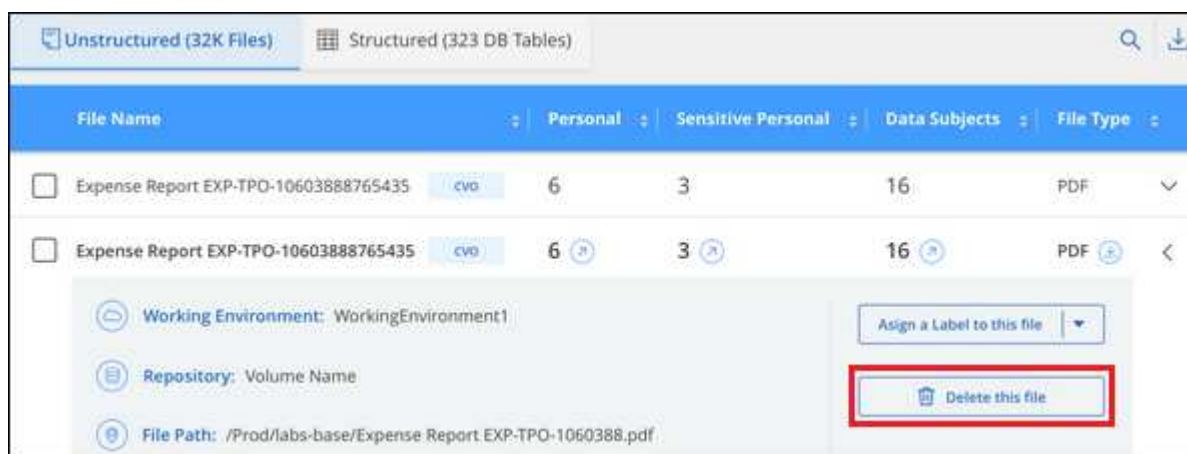 Unstructured (32K Files) Structured (323 DB Tables)
File Name Personal Sensitive Personal Data Subjects File Type
Expense Report EXP-TPO-10603888765435 CVO 6 3 16 PDF
Expense Report EXP-TPO-10603888765435 CVO 6 3 16 PDF
Working Environment: WorkingEnvironment1
Asign a Label to this file
Repository: Volume Name
Delete this file
File Path: /Prod/labs-base/Expense Report EXP-TPO-1060388.pdf